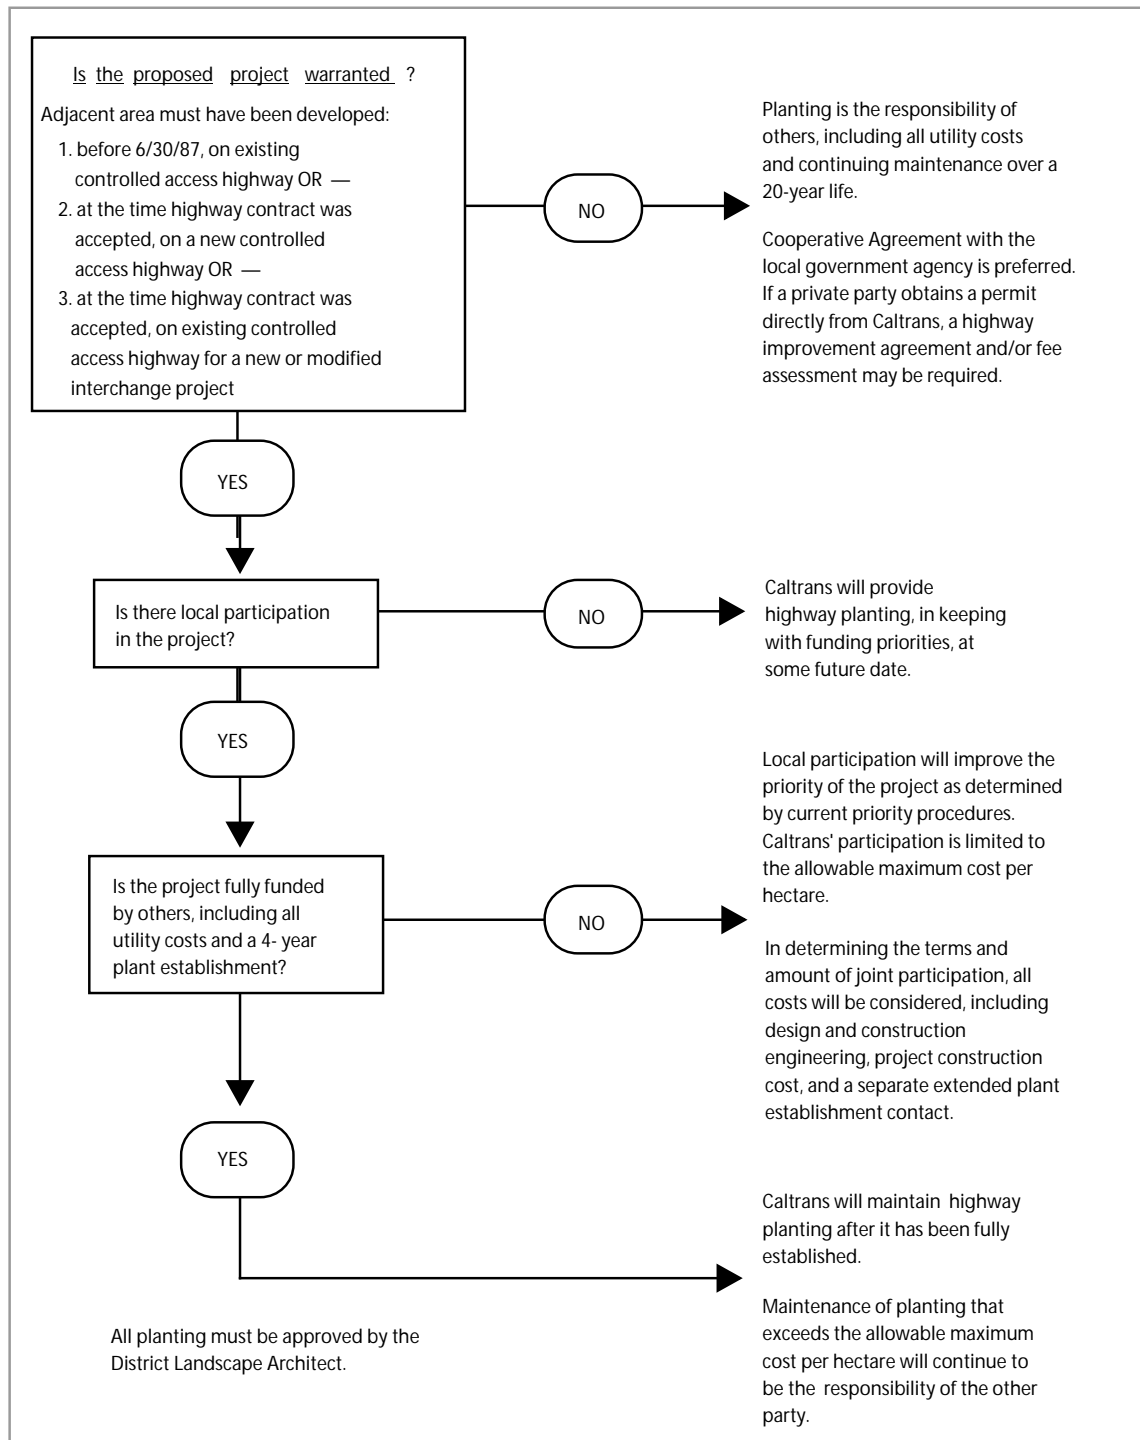 Is the proposed project warranted ?
Adjacent area must have been developed:
1. before 6/30/87, on existing
controlled access highway OR —
2. at the time highway contract was
accepted, on a new controlled
access highway OR —
3. at the time highway contract was
accepted, on existing controlled
access highway for a new or modified
interchange project
NO
Planting is the responsibility of
others, including all utility costs
and continuing maintenance over a
20-year life.
Cooperative Agreement with the
local government agency is preferred.
If a private party obtains a permit
directly from Caltrans, a highway
improvement agreement and/or fee
assessment may be required.
YES
Is there local participation
in the project?
NO
Caltrans will provide
highway planting, in keeping
with funding priorities, at
some future date.
YES
Is the project fully funded
by others, including all
utility costs and a 4- year
plant establishment?
NO
Local participation will improve the
priority of the project as determined
by current priority procedures.
Caltrans' participation is limited to
the allowable maximum cost per
hectare.
In determining the terms and
amount of joint participation, all
costs will be considered, including
design and construction
engineering, project construction
cost, and a separate extended plant
establishment contact.
YES
Caltrans will maintain highway
planting after it has been fully
established.
Maintenance of planting that
exceeds the allowable maximum
cost per hectare will continue to
be the responsibility of the other
party.
All planting must be approved by the
District Landscape Architect.